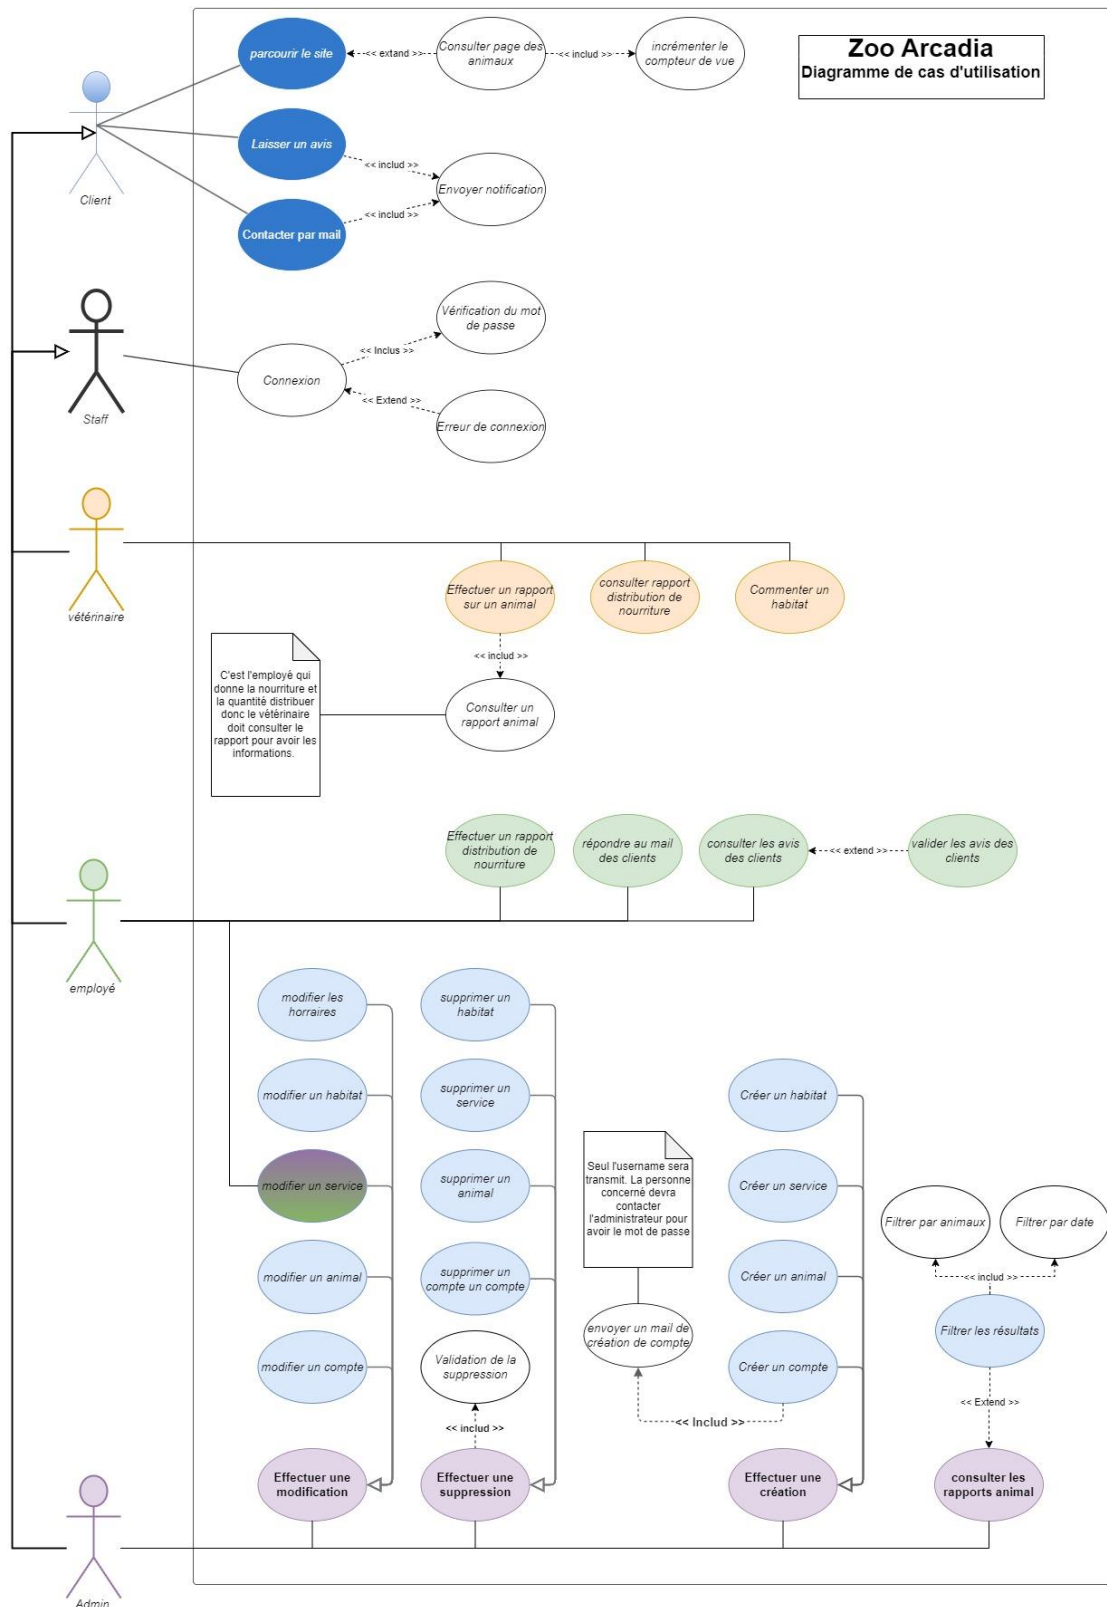 Zoo Arcadia
Diagramme de cas d'utilisation
parcourir le site
<< extand >>
Consulter page des
animaux
<< includ >>
incrémenter le
compteur de vue
Client
Laisser un avis
<< includ >>
Envoyer notification
Contacter par mail
<< includ >>
Staff
Connexion
<< Inclus >>
Vérification du mot
de passe
<< Extend >>
Erreur de connexion
vétérinaire
Effectuer un rapport
sur un animal
consulter rapport
distribution de
nourriture
Commenter un
habitat
<< includ >>
Consulter un
rapport animal
C'est l'employé qui
donne la nourriture et
la quantité distribuer
donc le vétérinaire
doit consulter le
rapport pour avoir les
informations.
employé
Effectuer un rapport
distribution de
nourriture
répondre au mail
des clients
consulter les avis
des clients
<< extend >>
valider les avis des
clients
modifier les
horraires
modifier un habitat
modifier un service
modifier un animal
modifier un compte
Effectuer une
modification
supprimer un
habitat
supprimer un
service
supprimer un
animal
supprimer un
compte un compte
Validation de la
suppression
<< includ >>
Effectuer une
suppression
Seul l'username sera
transmit. La personne
concerné devra
contacter
l'administrateur pour
avoir le mot de passe
envoyer un mail de
création de compte
<< Includ >>
Créer un habitat
Créer un service
Créer un animal
Créer un compte
Effectuer une
création
Filtrer par animaux
Filtrer par date
<< includ >>
Filtrer les résultats
<< Extend >>
consulter les
rapports animal
Admin